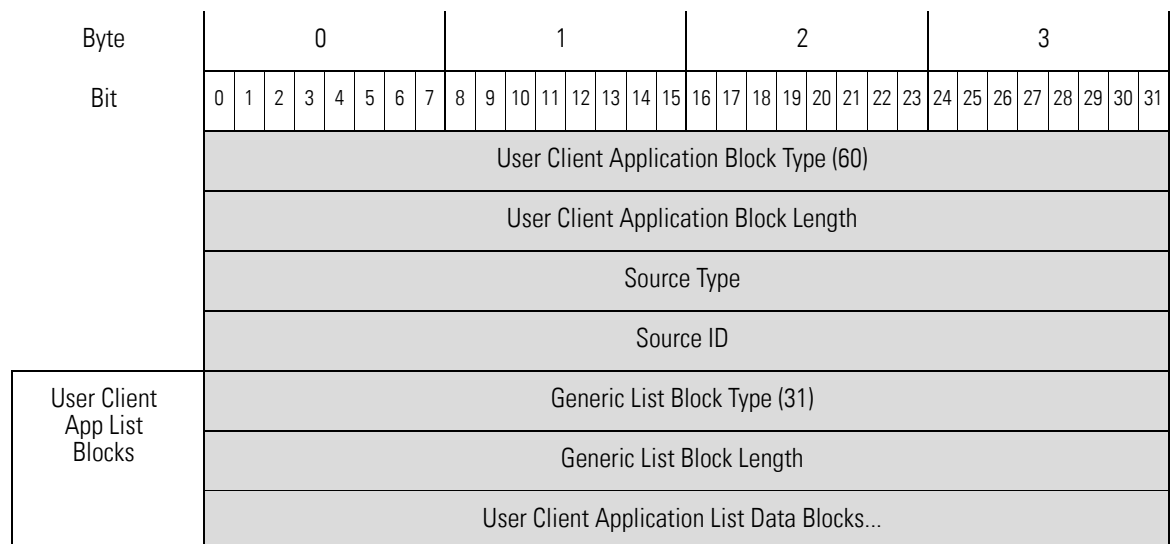 Byte 0 1 2 3
Bit 0 1 2 3 4 5 6 7 8 9 10 11 12 13 14 15 16 17 18 19 20 21 22 23 24 25 26 27 28 29 30 31
User Client Application Block Type (60)
User Client Application Block Length
Source Type
Source ID
User Client
App List
Blocks
Generic List Block Type (31)
Generic List Block Length
User Client Application List Data Blocks...